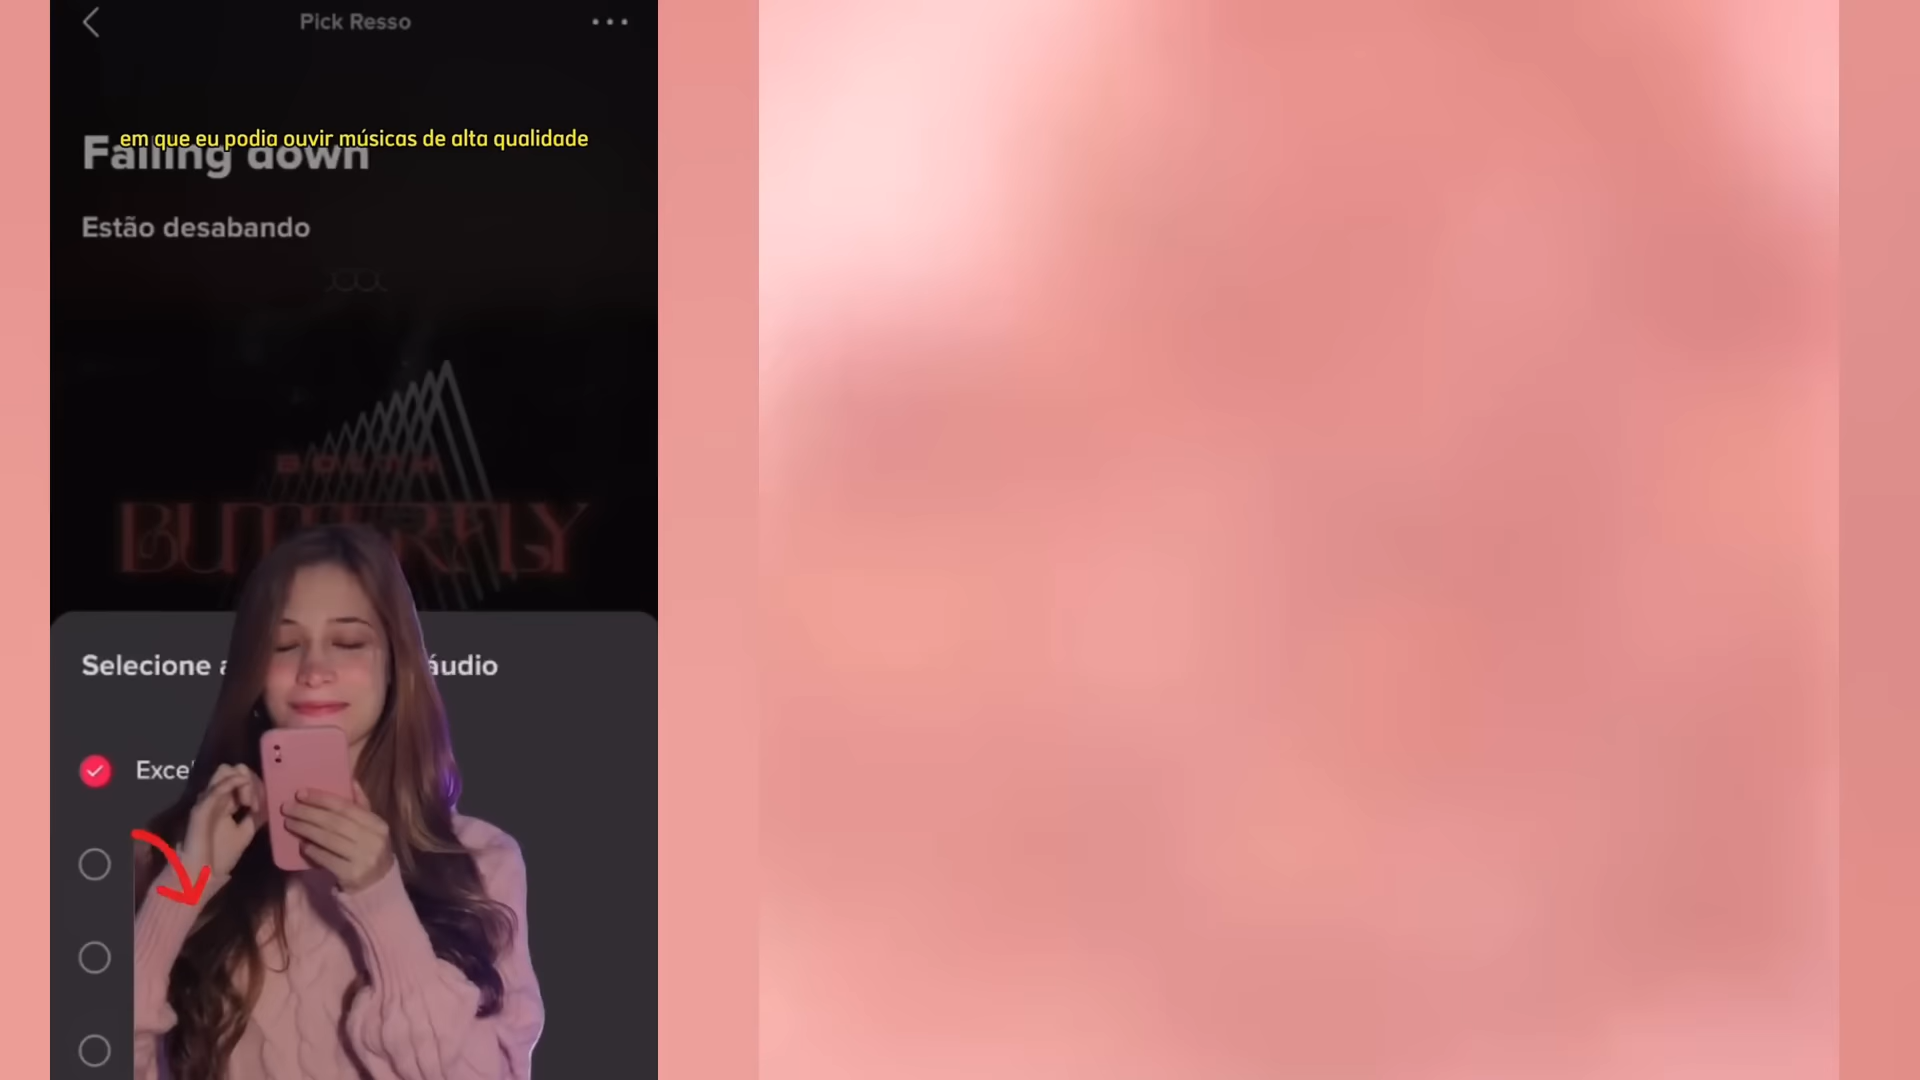 Pick Resso
em que eu podia ouvir músicas de alta qualidade
Falling down
Estão desabando
BUTTERFLY
Selecione a áudio
Exce